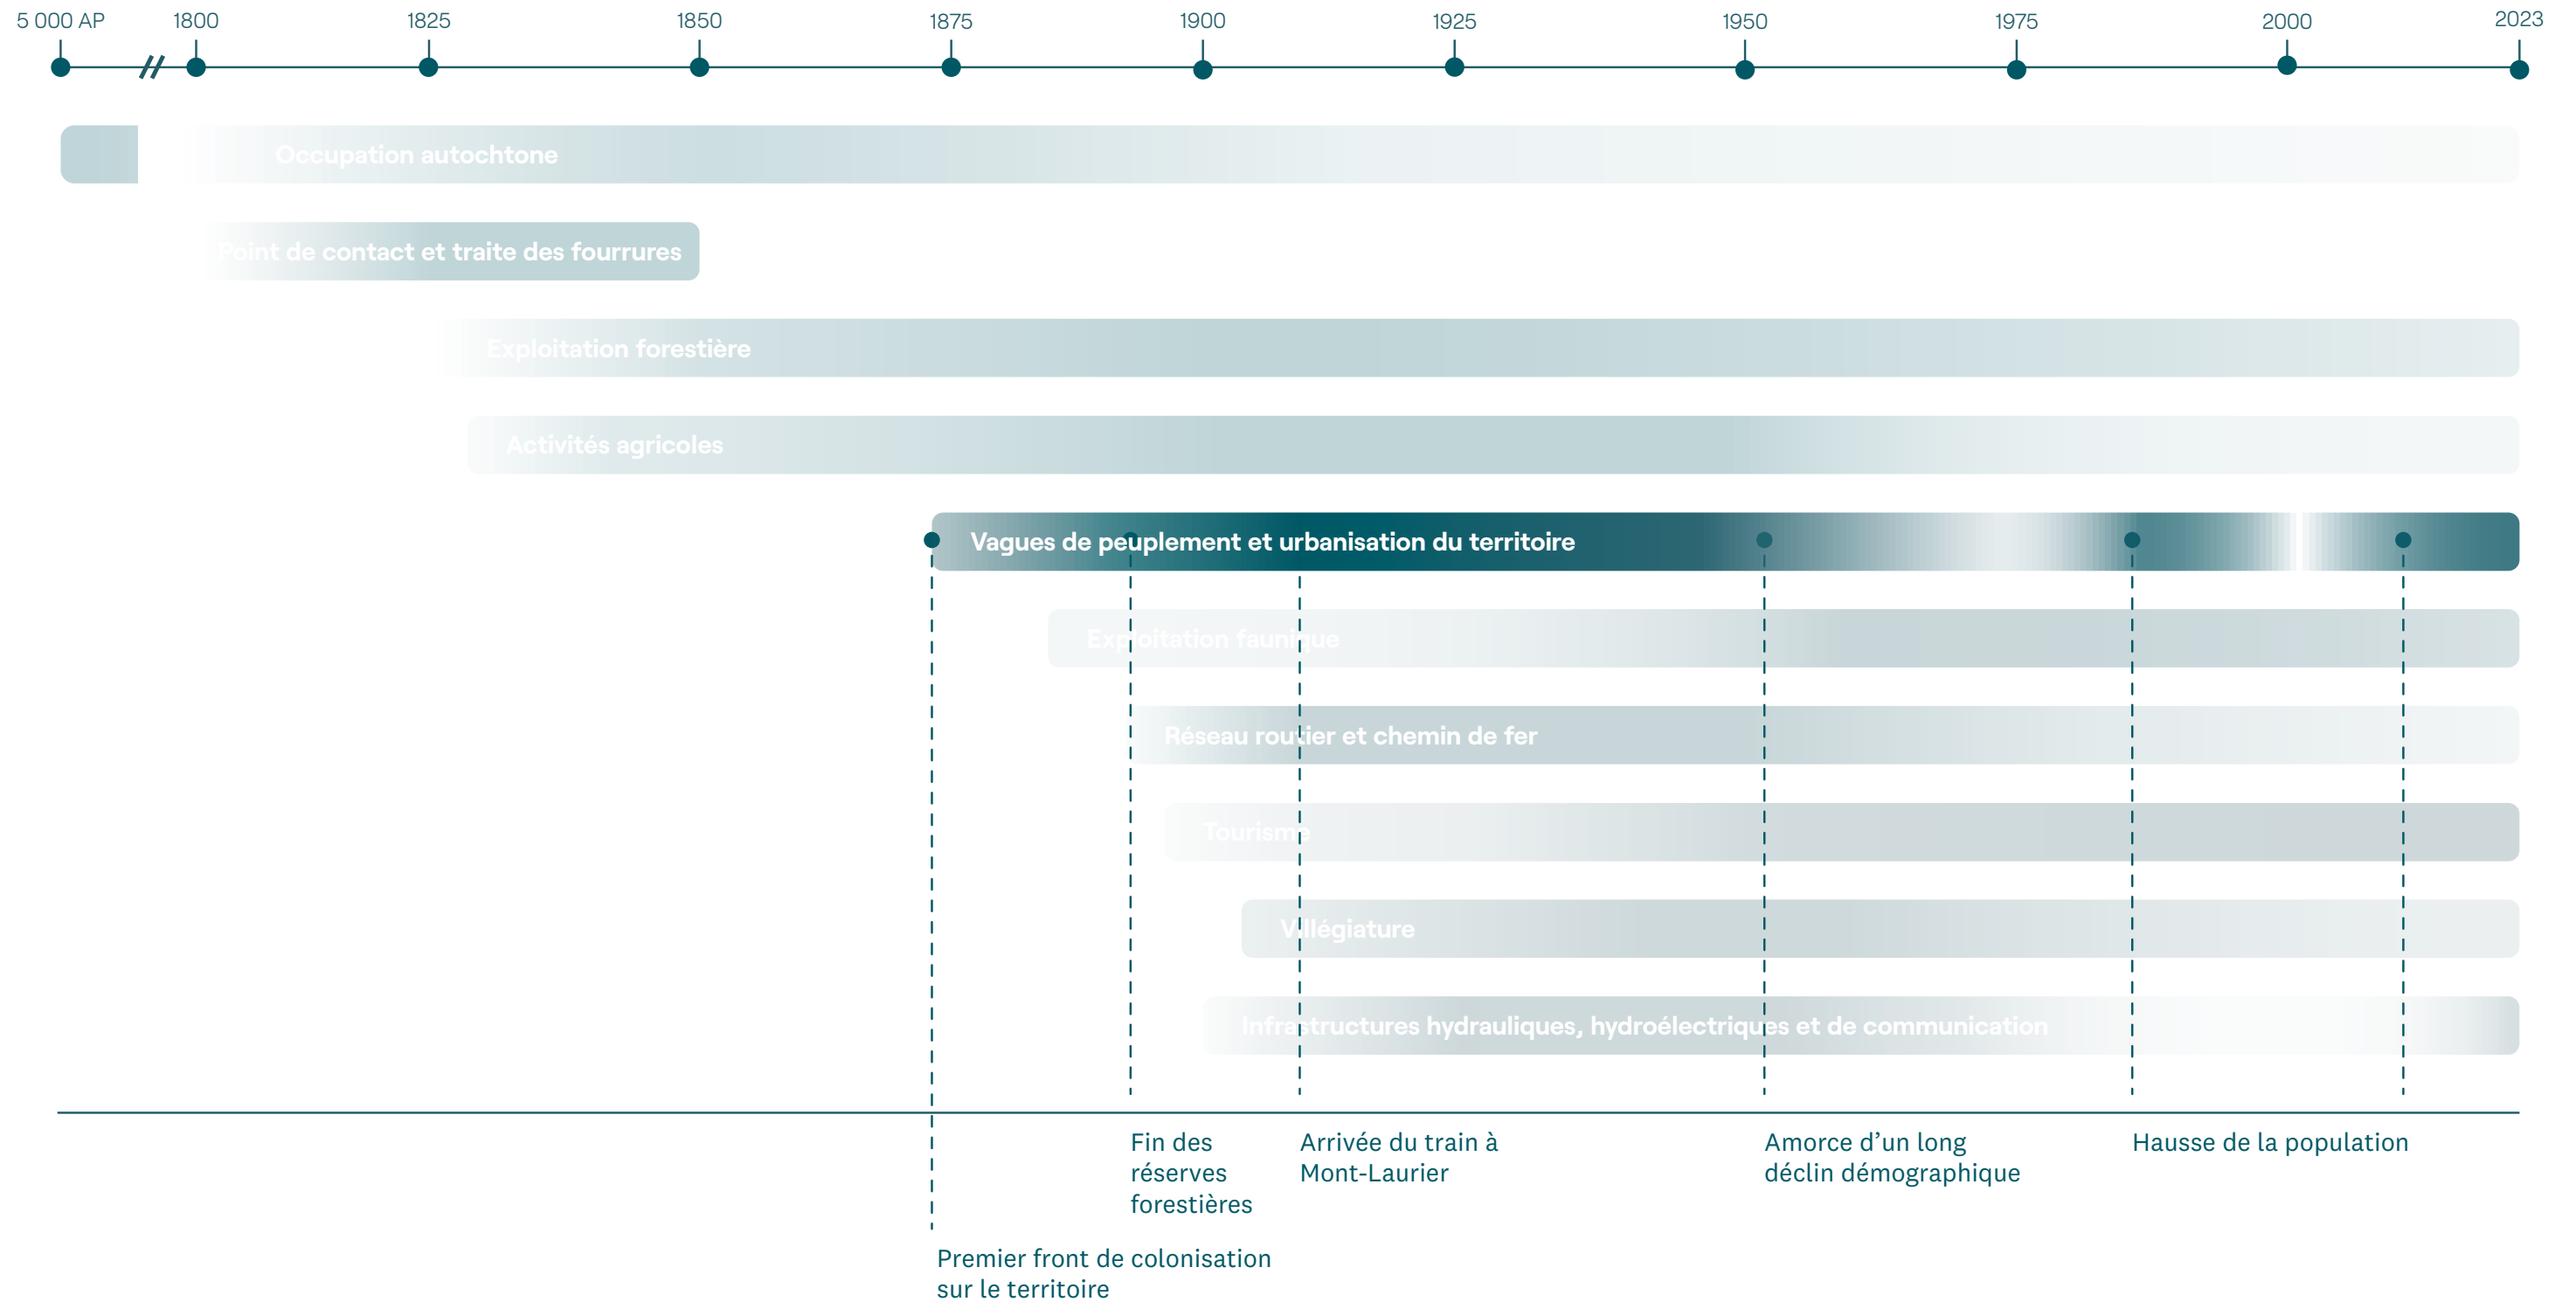 5 000 AP
1800
1825
1850
1875
1900
1925
1950
1975
2000
2023
Occupation autochtone
Point de contact et traite des fourrures
Exploitation forestière
Activités agricoles
Vagues de peuplement et urbanisation du territoire
Exploitation faunique
Réseau routier et chemin de fer
Tourisme
Villégiature
Infrastructures hydrauliques, hydroélectriques et de communication
Fin des
réserves
forestières
Arrivée du train à
Mont-Laurier
Amorce d’un long
déclin démographique
Hausse de la population
Premier front de colonisation
sur le territoire